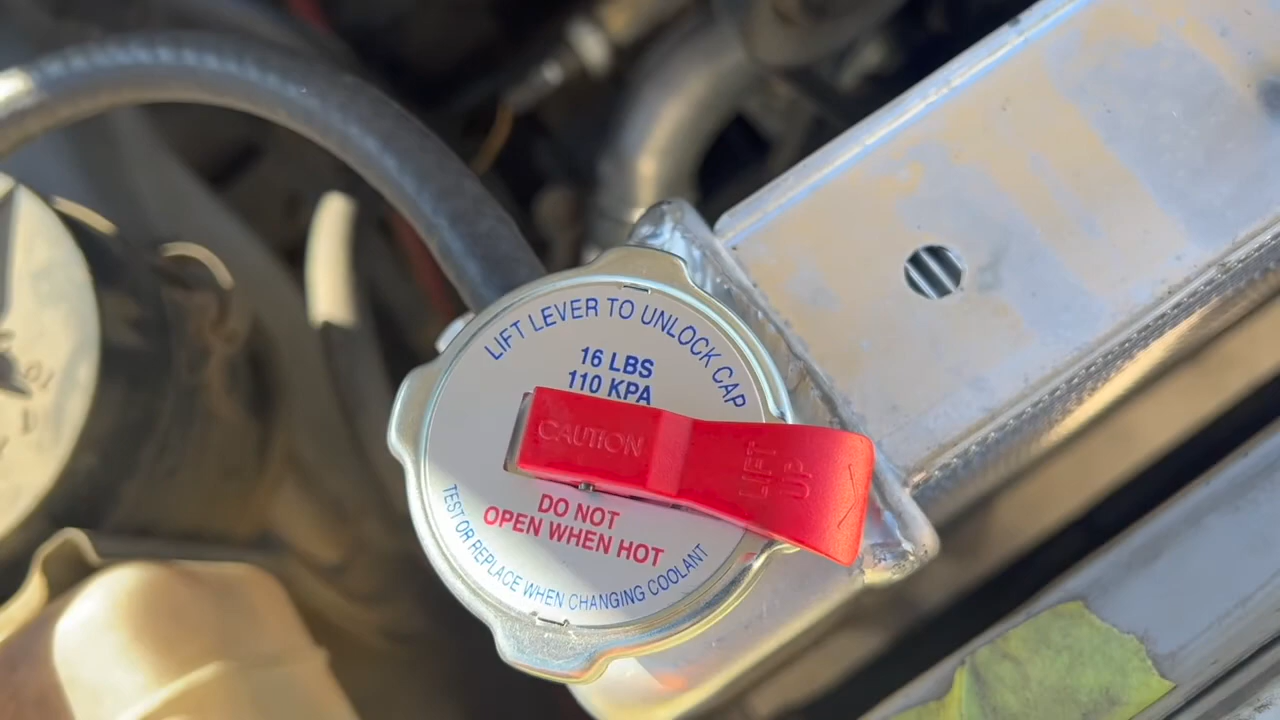 LIFT LEVER TO UNLOCK CAP
16 LBS
110 KPA
CAUTION
LIFT
UP
DO NOT
OPEN WHEN HOT
TEST OR REPLACE WHEN CHANGING COOLANT